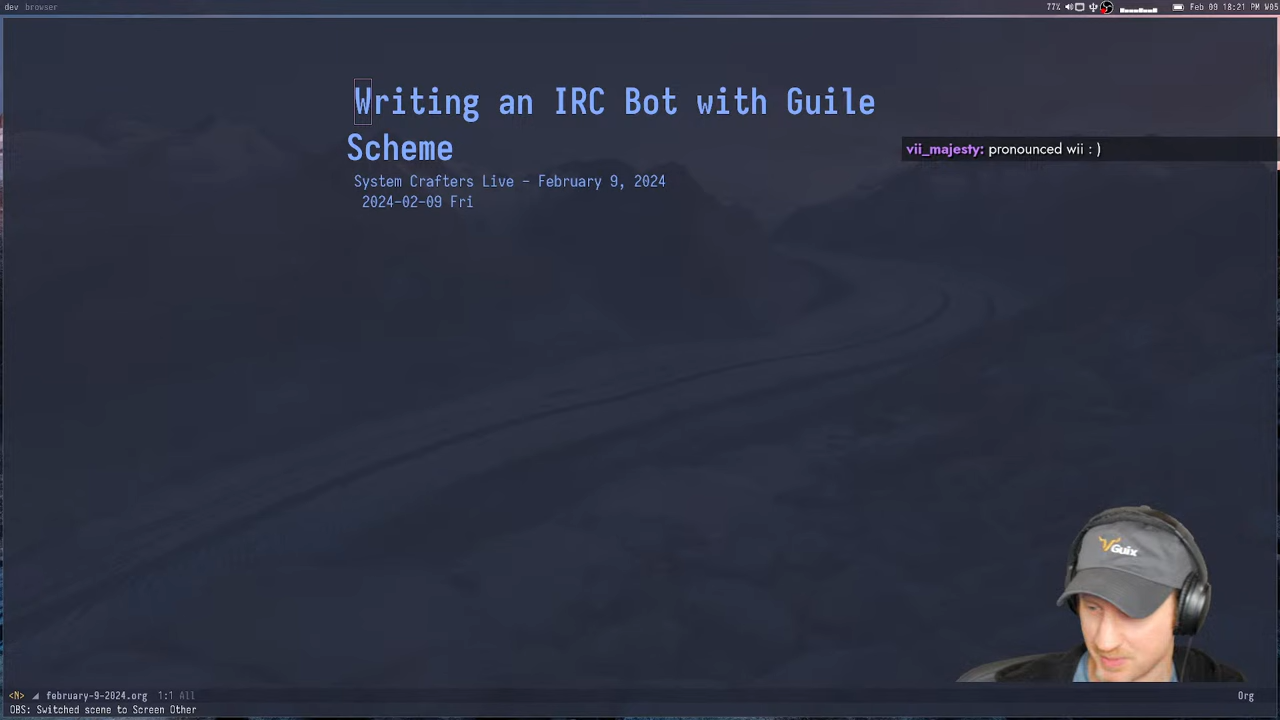 dev browser
77% Feb 09 18:21 PM W05
Writing an IRC Bot with Guile
Scheme
vii_majesty: pronounced wii : )
System Crafters Live - February 9, 2024
2024-02-09 Fri
Guix
<N> february-9-2024.org 1:1 All Org
OBS: Switched scene to Screen Other